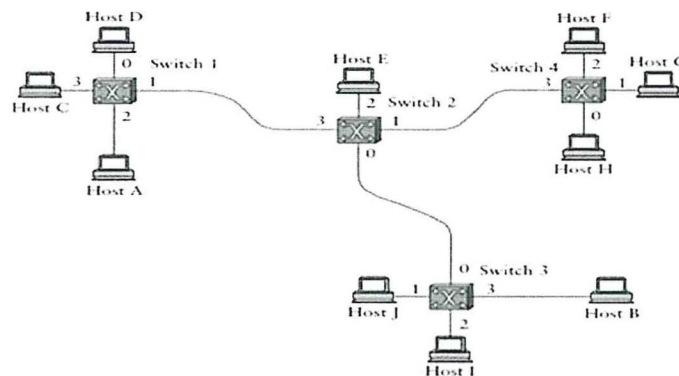 Host D
0
Switch 1
3
1
Host C
2
Host A
Host E
2
Switch 2
3
1
0
Host F
Switch 4
2
3
1
Host G
0
Host H
0
Switch 3
1
3
Host J
2
Host B
Host I